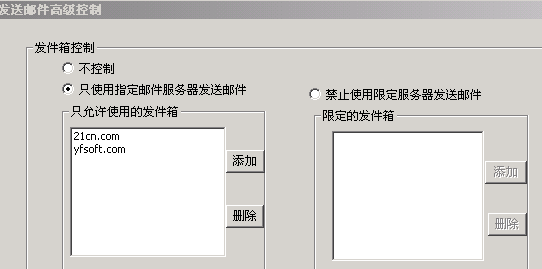 发送邮件高级控制
发件箱控制
不控制
只使用指定邮件服务器发送邮件
禁止使用限定服务器发送邮件
只允许使用的发件箱
限定的发件箱
21cn.com
yfsoft.com
添加
添加
删除
删除